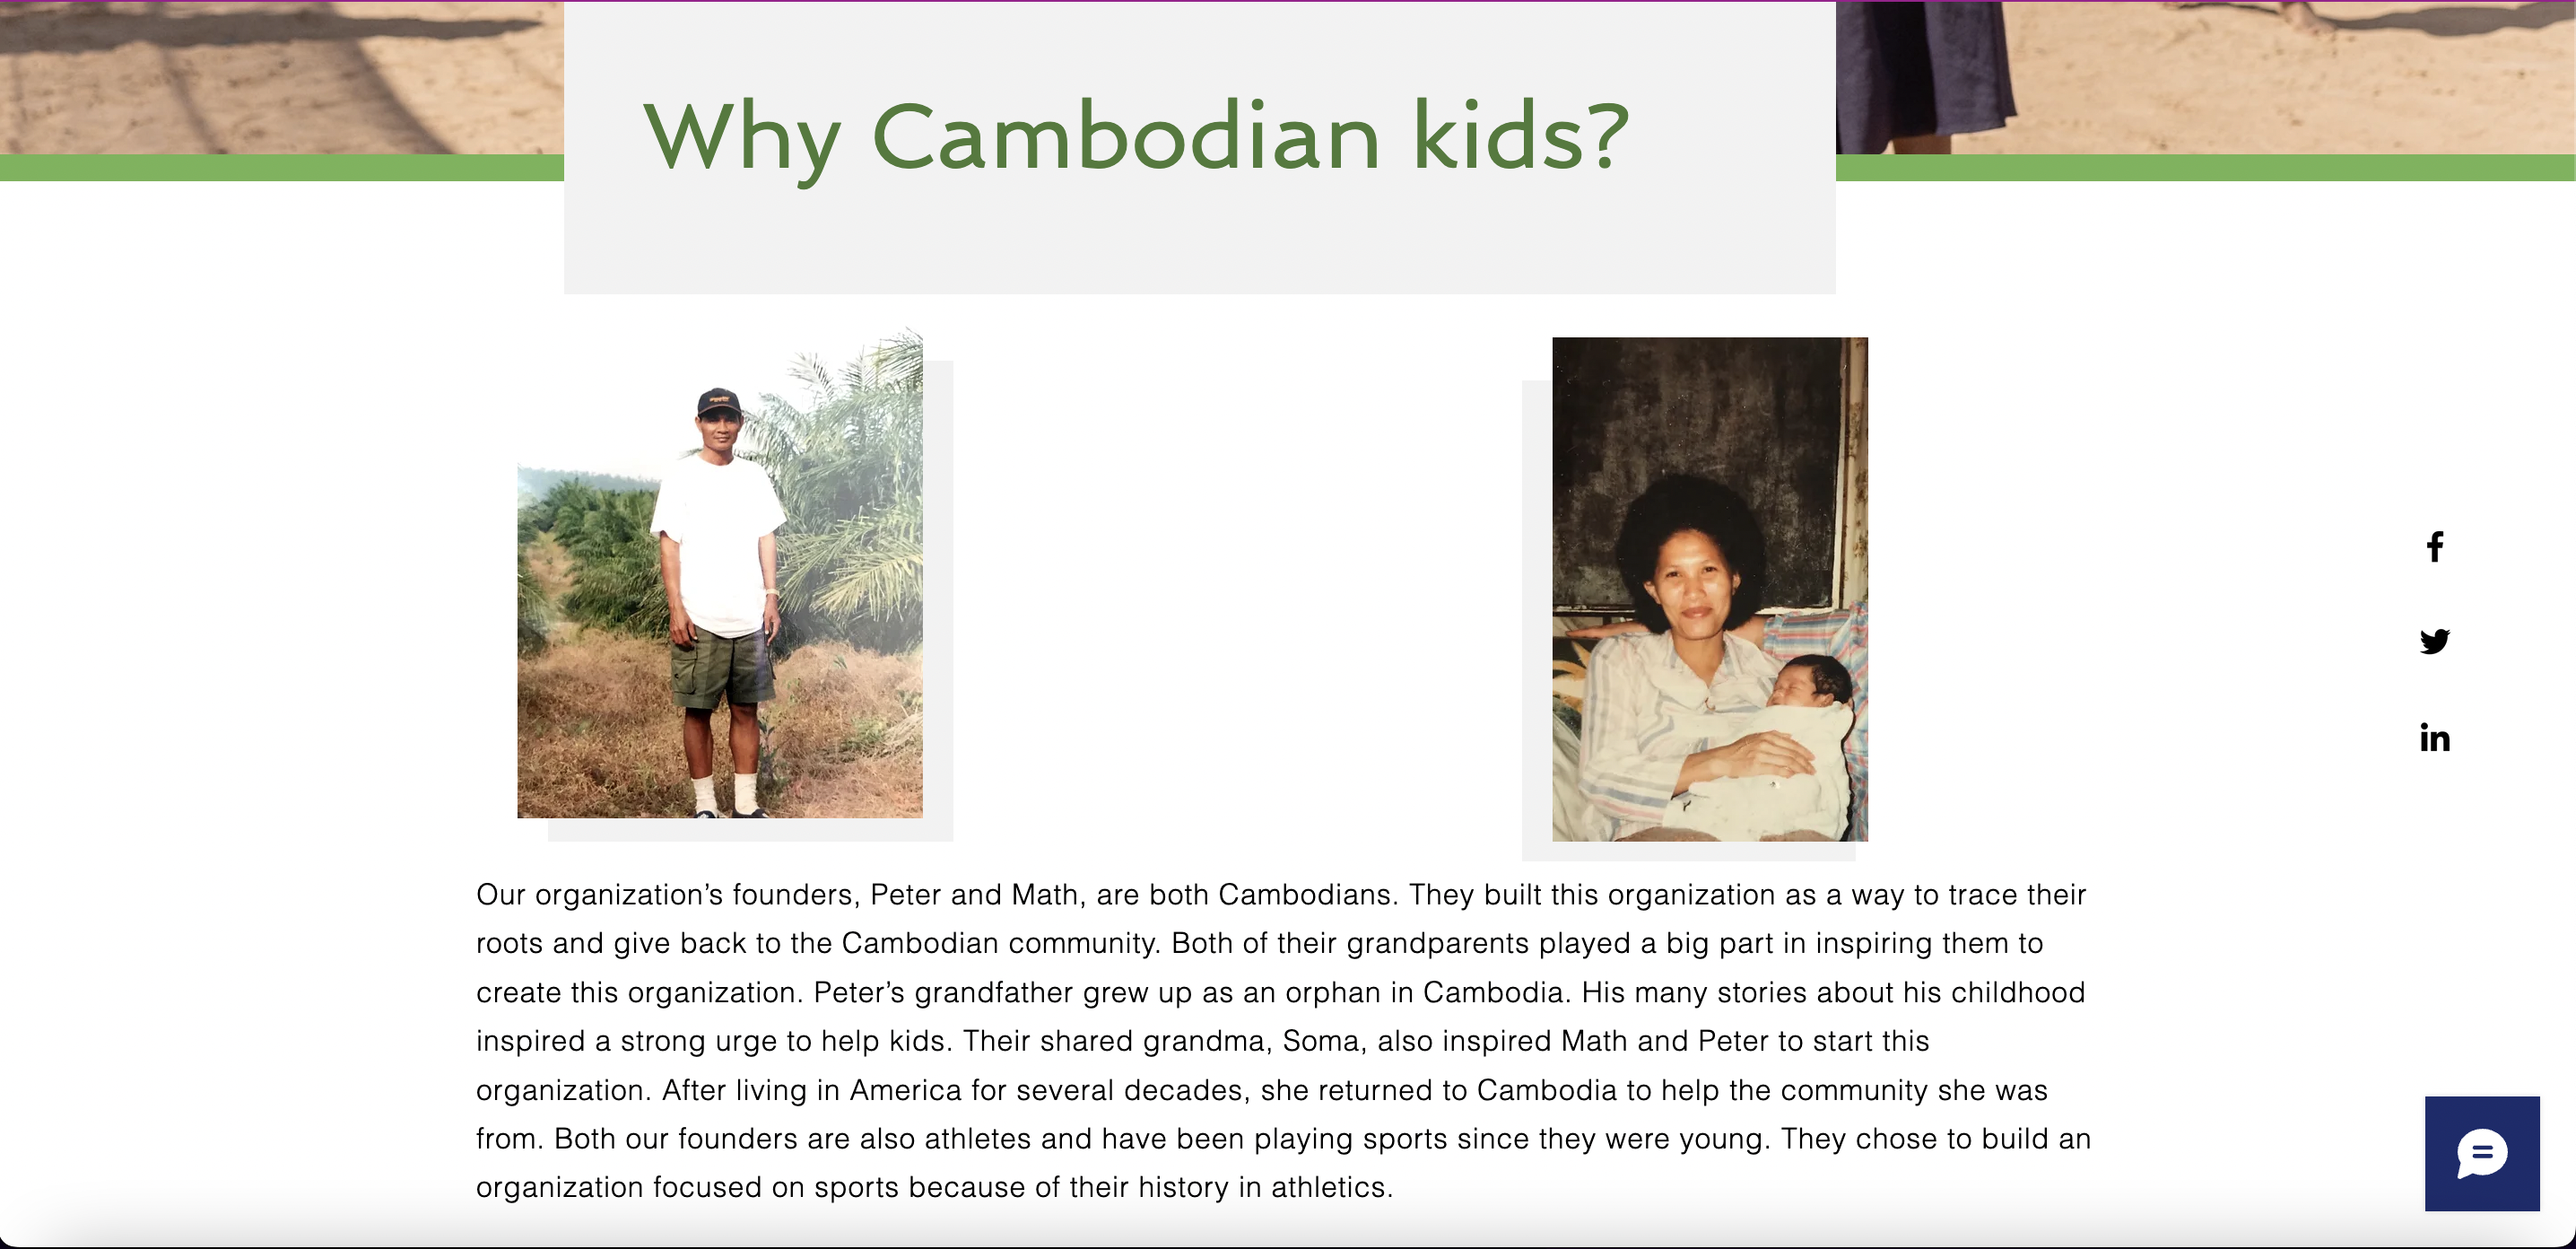 Why Cambodian kids?
Our organization’s founders, Peter and Math, are both Cambodians. They built this organization as a way to trace their
roots and give back to the Cambodian community. Both of their grandparents played a big part in inspiring them to
create this organization. Peter’s grandfather grew up as an orphan in Cambodia. His many stories about his childhood
inspired a strong urge to help kids. Their shared grandma, Soma, also inspired Math and Peter to start this
organization. After living in America for several decades, she returned to Cambodia to help the community she was
from. Both our founders are also athletes and have been playing sports since they were young. They chose to build an
organization focused on sports because of their history in athletics.